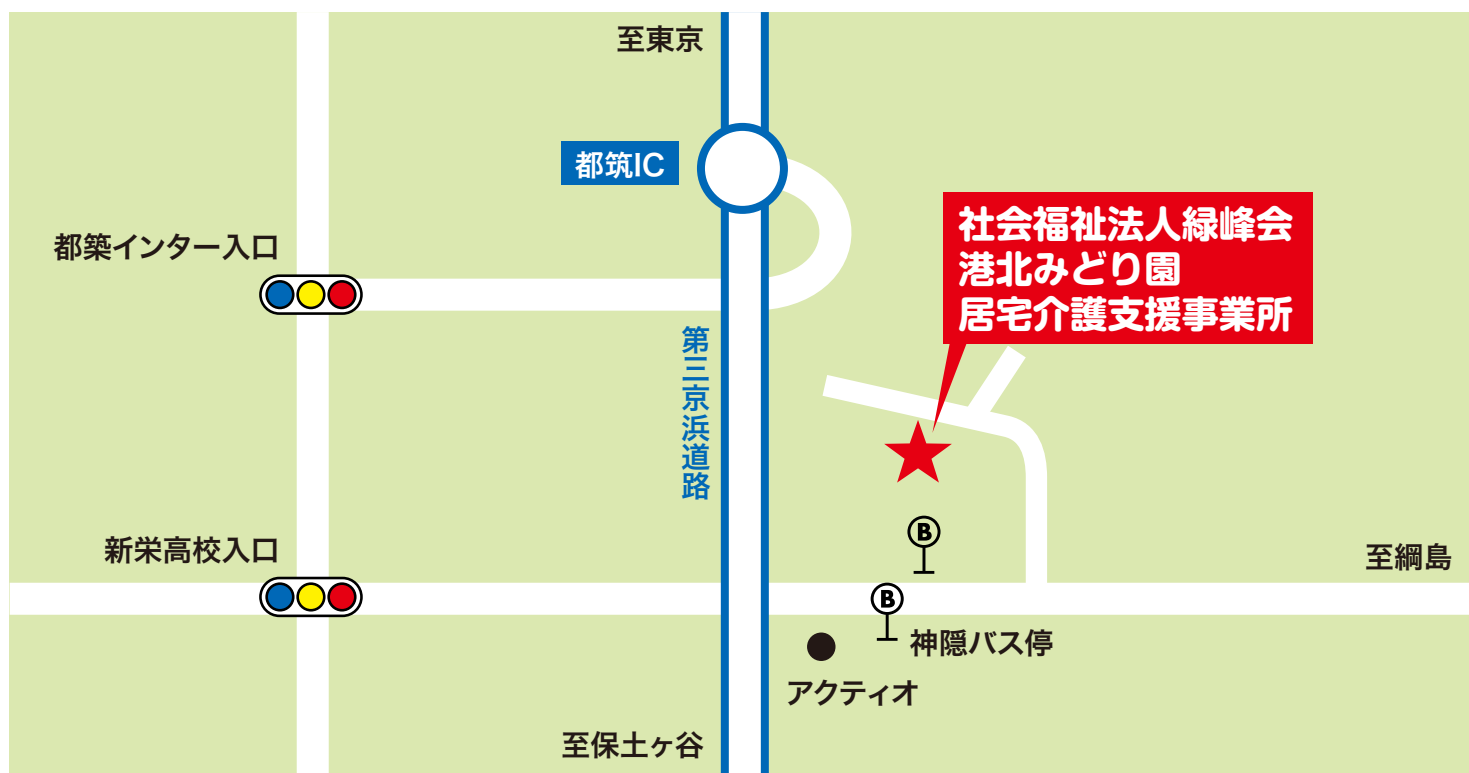 至東京
都筑IC
社会福祉法人緑峰会
港北みどり園
居宅介護支援事業所
都築インター入口
第三京浜道路
新栄高校入口
B
至綱島
B
神隠バス停
アクティオ
至保土ヶ谷